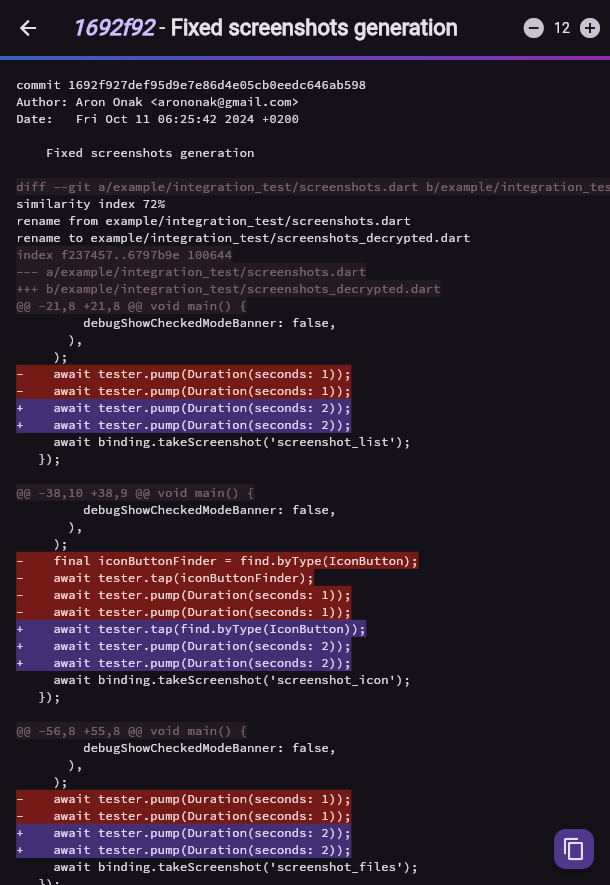 1692f92 - Fixed screenshots generation
12
commit 1692f927def95d9e7e86d4e05cb0eedc646ab598
Author: Aron Onak <arononak@gmail.com>
Date:   Fri Oct 11 06:25:42 2024 +0200
    Fixed screenshots generation
diff --git a/example/integration_test/screenshots.dart b/example/integration_tes
similarity index 72%
rename from example/integration_test/screenshots.dart
rename to example/integration_test/screenshots_decrypted.dart
index f237457..6797b9e 100644
--- a/example/integration_test/screenshots.dart
+++ b/example/integration_test/screenshots_decrypted.dart
@@ -21,8 +21,8 @@ void main() {
         debugShowCheckedModeBanner: false,
       ),
     );
-    await tester.pump(Duration(seconds: 1));
-    await tester.pump(Duration(seconds: 1));
+    await tester.pump(Duration(seconds: 2));
+    await tester.pump(Duration(seconds: 2));
     await binding.takeScreenshot('screenshot_list');
   });
@@ -38,10 +38,9 @@ void main() {
         debugShowCheckedModeBanner: false,
       ),
     );
-    final iconButtonFinder = find.byType(IconButton);
-    await tester.tap(iconButtonFinder);
-    await tester.pump(Duration(seconds: 1));
-    await tester.pump(Duration(seconds: 1));
+    await tester.tap(find.byType(IconButton));
+    await tester.pump(Duration(seconds: 2));
+    await tester.pump(Duration(seconds: 2));
     await binding.takeScreenshot('screenshot_icon');
   });
@@ -56,8 +55,8 @@ void main() {
         debugShowCheckedModeBanner: false,
       ),
     );
-    await tester.pump(Duration(seconds: 1));
-    await tester.pump(Duration(seconds: 1));
+    await tester.pump(Duration(seconds: 2));
+    await tester.pump(Duration(seconds: 2));
     await binding.takeScreenshot('screenshot_files');
   });